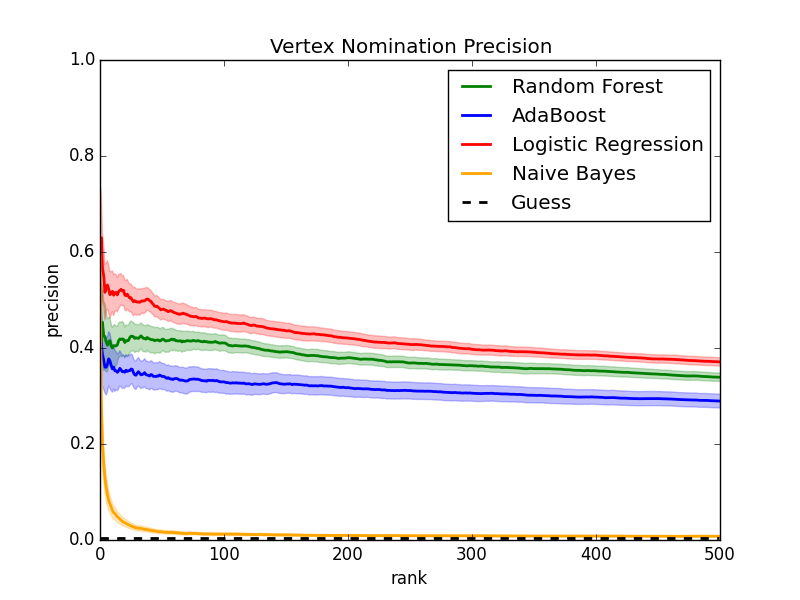 Vertex Nomination Precision
1.0
0.8
0.6
0.4
0.2
0.0
precision
Random Forest
AdaBoost
Logistic Regression
Naive Bayes
Guess
0 100 200 300 400 500
rank